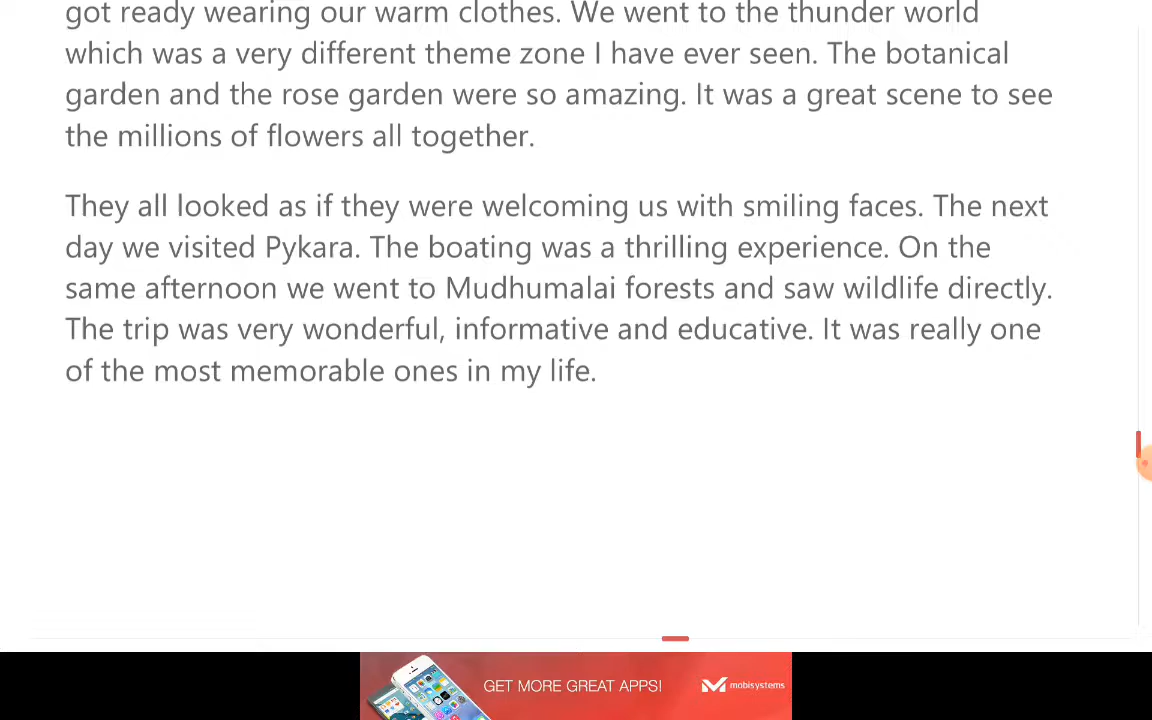 got ready wearing our warm clothes. We went to the thunder world
which was a very different theme zone I have ever seen. The botanical
garden and the rose garden were so amazing. It was a great scene to see
the millions of flowers all together.
They all looked as if they were welcoming us with smiling faces. The next
day we visited Pykara. The boating was a thrilling experience. On the
same afternoon we went to Mudhumalai forests and saw wildlife directly.
The trip was very wonderful, informative and educative. It was really one
of the most memorable ones in my life.
GET MORE GREAT APPS!
mobisystems